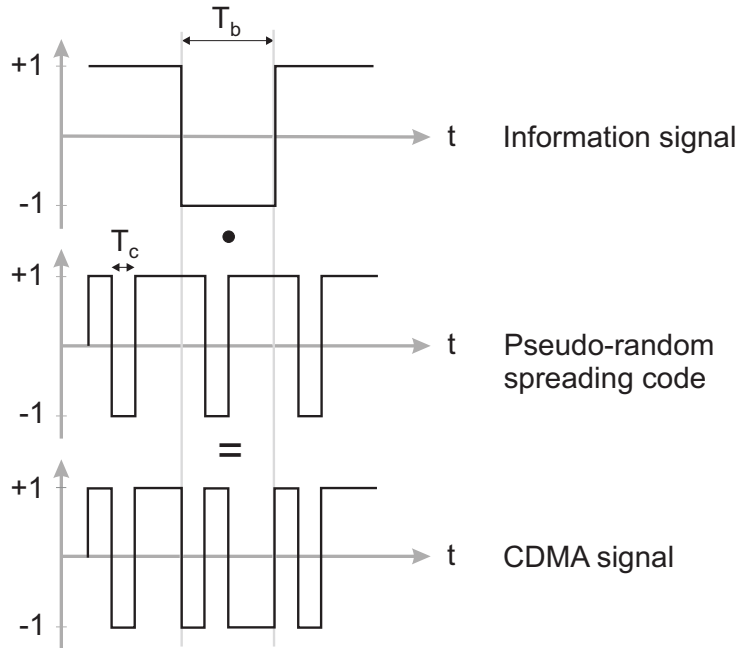 T_b
+1
t
Information signal
-1
•
T_c
+1
t
Pseudo-random
spreading code
-1
=
+1
t
CDMA signal
-1